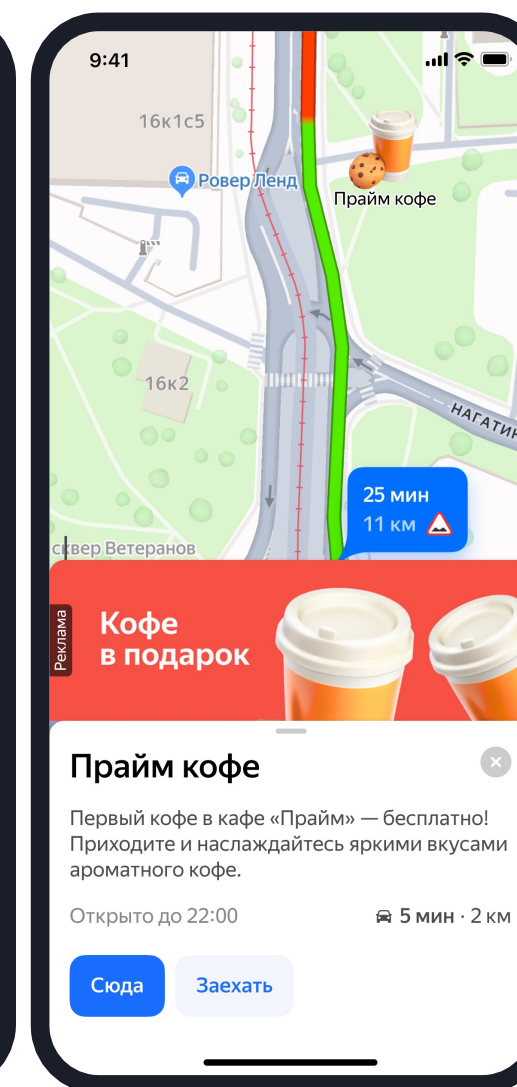 9:41
16к1с5
Ровер Ленд
Прайм кофе
16к2
НАГАТИН
25 мин
11 км
сквер Ветеранов
Реклама
Кофе
в подарок
Прайм кофе
Первый кофе в кафе «Прайм» — бесплатно!
Приходите и наслаждайтесь яркими вкусами
ароматного кофе.
Открыто до 22:00
5 мин · 2 км
Сюда
Заехать